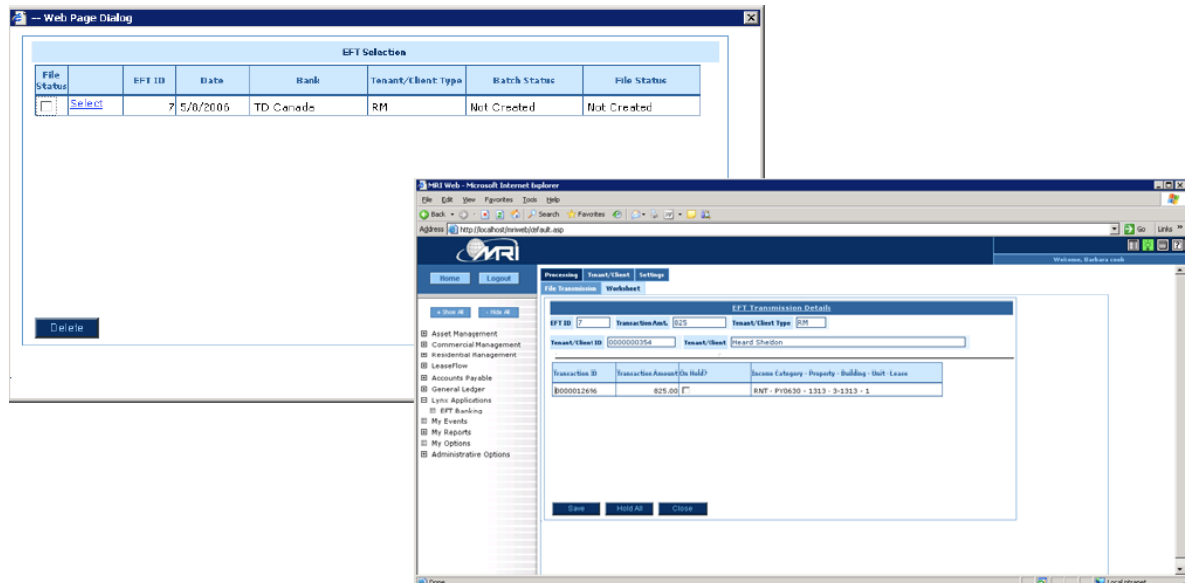 -- Web Page Dialog
EFT Selection
File Status EFT ID Date Bank Tenant/Client Type Batch Status File Status
Select 7 5/8/2006 TD Canada RM Not Created Not Created
Delete
MRI Web - Microsoft Internet Explorer
File Edit View Favorites Tools Help
Back Search Favorites
Address http://localhost/mriweb/default.asp Go Links
MRI
Welcome, Barbara cook
Home Logout
Processing Tenant/Client Settings
File Transmission Worksheet
+ Show All - Hide All
Asset Management
Commercial Management
Residential Management
LeaseFlow
Accounts Payable
General Ledger
Lynx Applications
EFT Banking
My Events
My Reports
My Options
Administrative Options
EFT Transmission Details
EFT ID 7 Transaction Amt. 825 Tenant/Client Type RM
Tenant/Client ID 0000000354 Tenant/Client Heard Sheldon
Transaction ID Transaction Amount On Hold? Income Category - Property - Building - Unit - Lease
0000012696 825.00 RNT - PY0630 - 1313 - 3-1313 - 1
Save Hold All Close
Done Local intranet